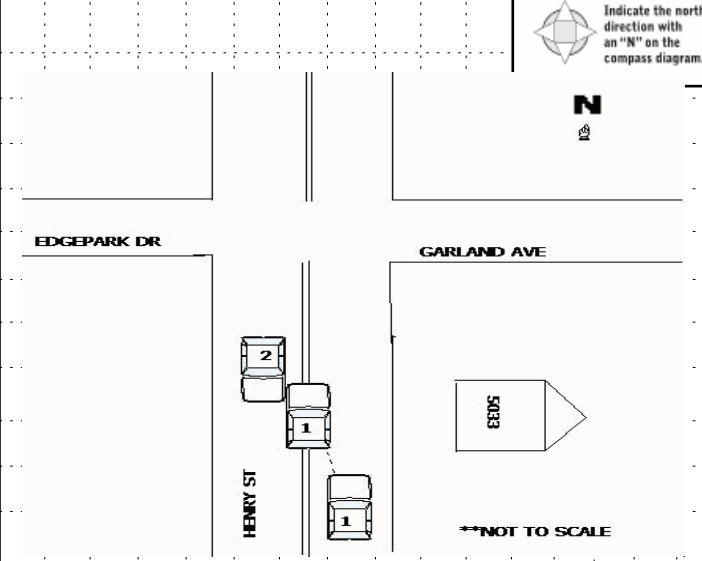 Indicate the north
direction with
an "N" on the
compass diagram.
N
EDGEPARK DR
GARLAND AVE
2
1
5033
HENRY ST
1
**NOT TO SCALE